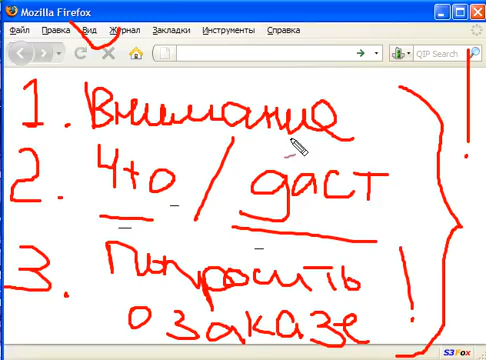 Mozilla Firefox
Файл Правка Вид Журнал Закладки Инструменты Справка
QIP Search
1. Внимание
2. Что / даст
3. Попросить !
о заказе !
S3Fox